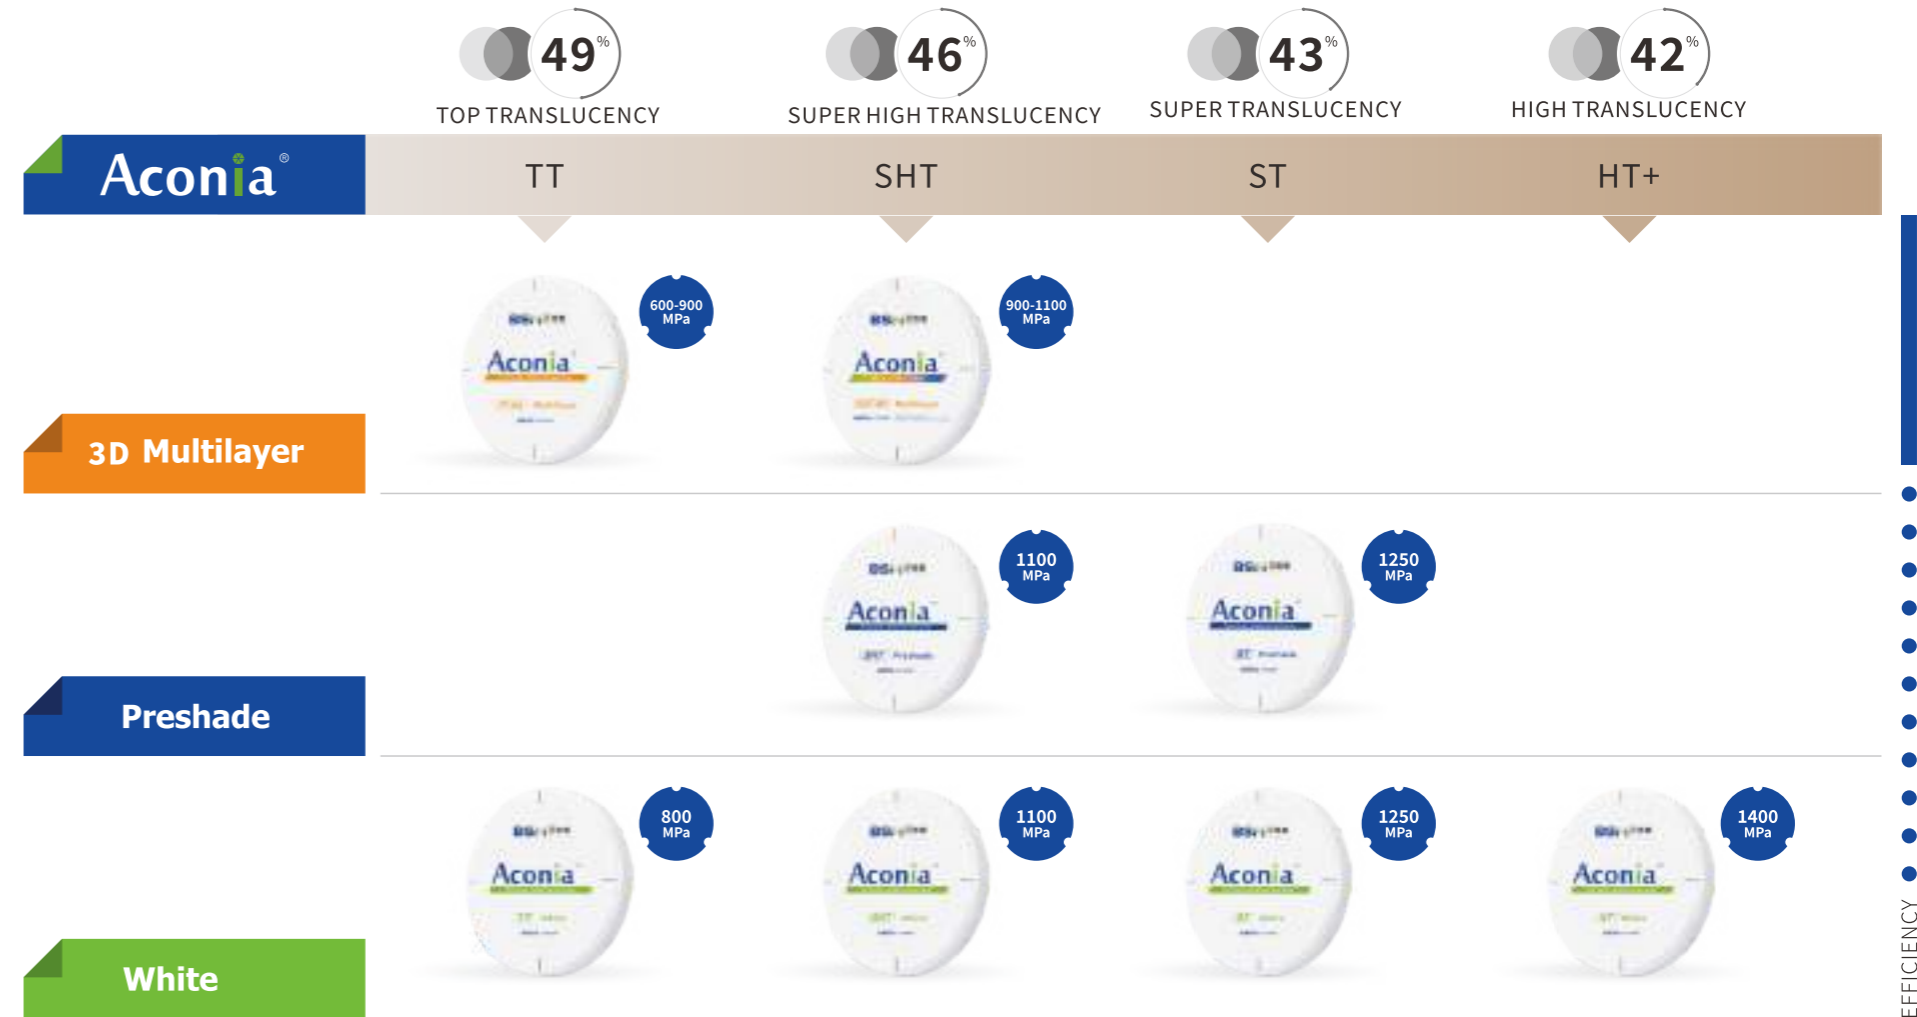 49%
46%
43%
42%
TOP TRANSLUCENCY
SUPER HIGH TRANSLUCENCY
SUPER TRANSLUCENCY
HIGH TRANSLUCENCY
Aconia®
TT
SHT
ST
HT+
600-900
MPa
900-1100
MPa
Aconia
Aconia
3D Multilayer
1100
MPa
1250
MPa
Aconia
Aconia
Preshade
800
MPa
1100
MPa
1250
MPa
1400
MPa
Aconia
Aconia
Aconia
Aconia
White
EFFICIENCY